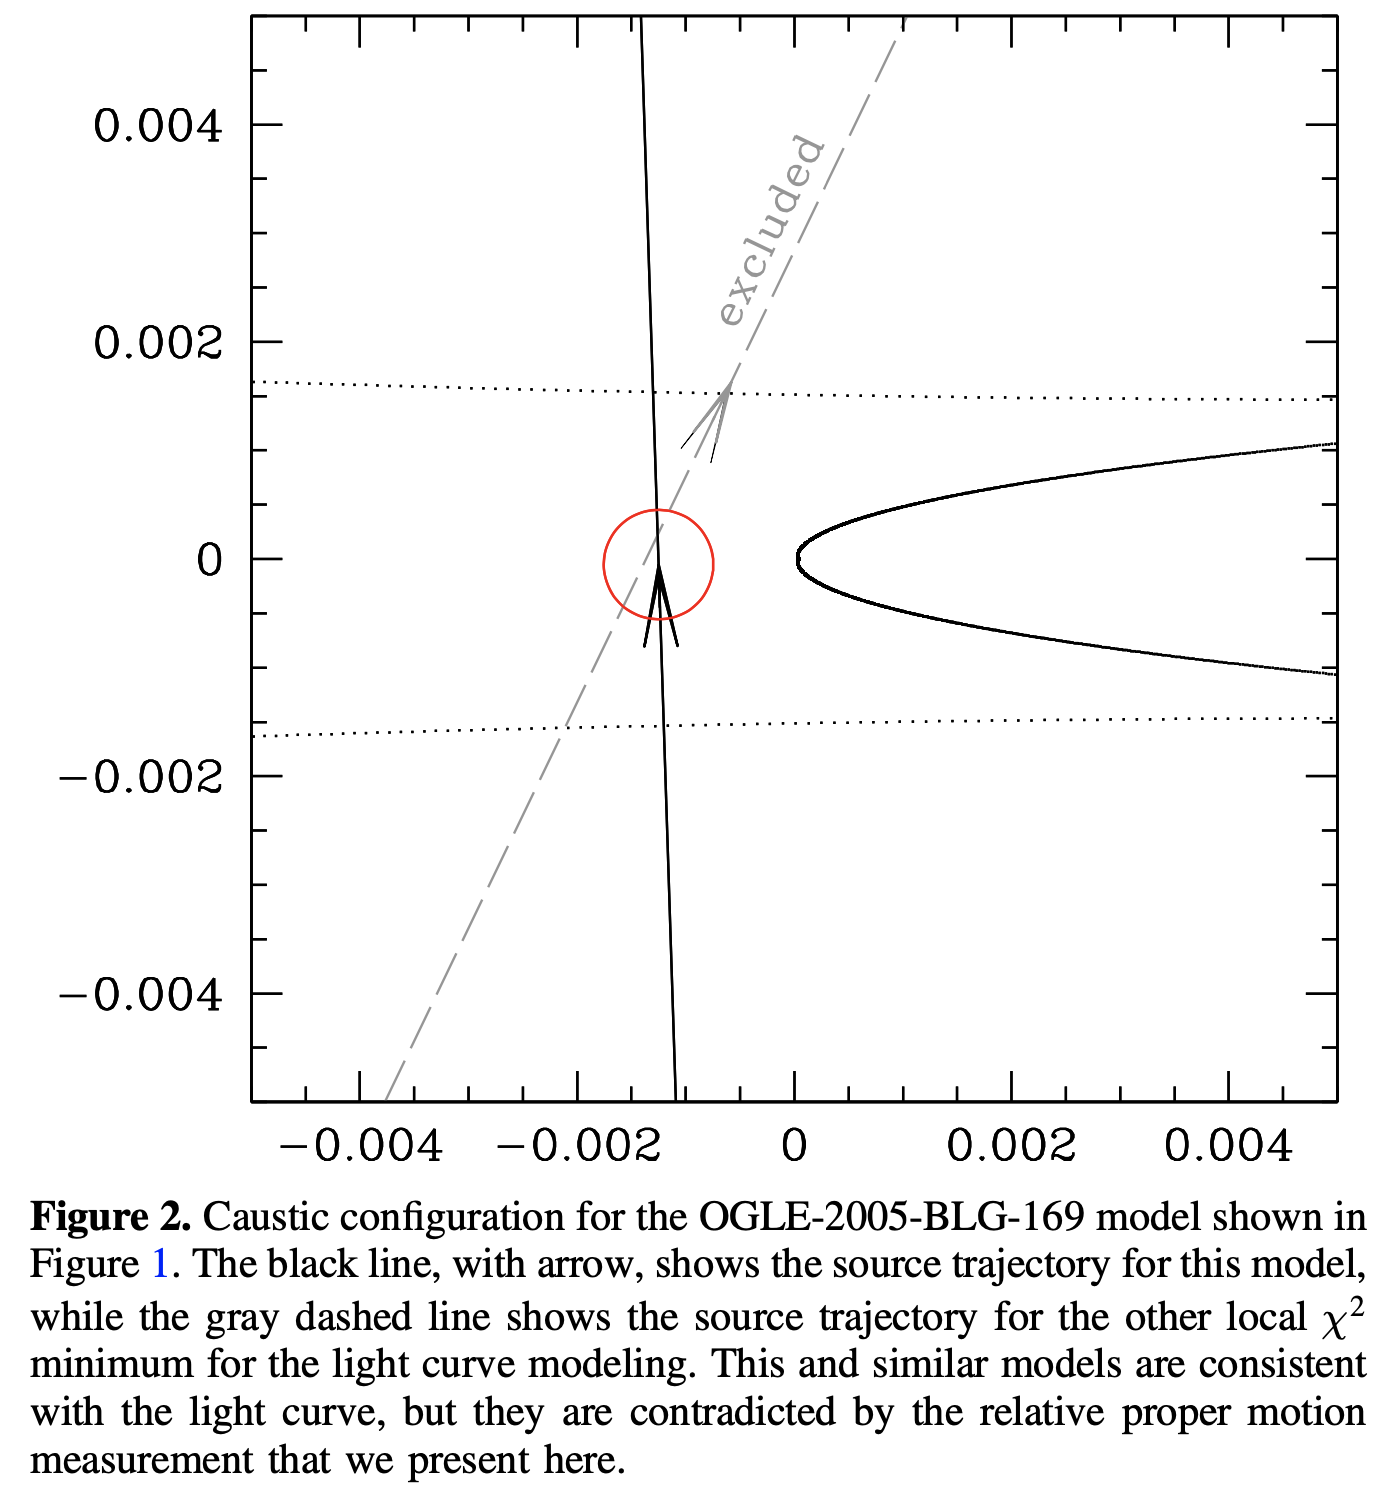 0.004
excluded
0.002
0
−0.002
−0.004
−0.004 −0.002 0 0.002 0.004
Figure 2. Caustic configuration for the OGLE-2005-BLG-169 model shown in
Figure 1. The black line, with arrow, shows the source trajectory for this model,
while the gray dashed line shows the source trajectory for the other local χ²
minimum for the light curve modeling. This and similar models are consistent
with the light curve, but they are contradicted by the relative proper motion
measurement that we present here.